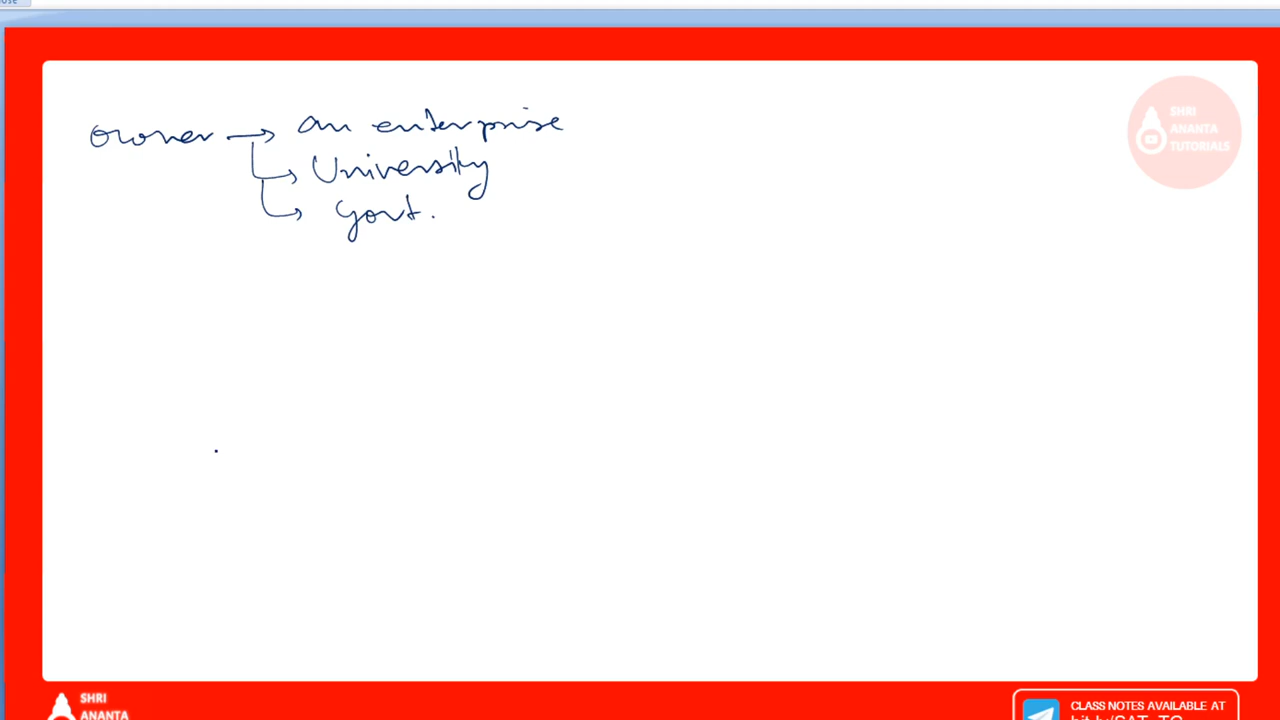 owner → an enterprise
→ University
→ Govt.
SHRI
ANANTA
TUTORIALS
SHRI
ANANTA
CLASS NOTES AVAILABLE AT